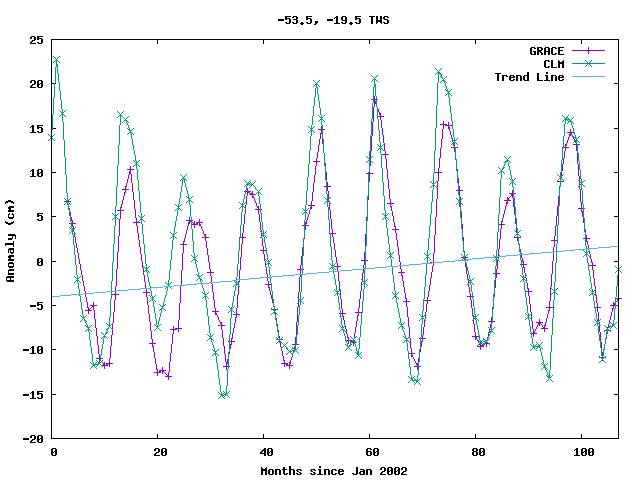 -53.5, -19.5 TWS
GRACE
CLM
Trend Line
25
20
15
10
5
0
-5
-10
-15
-20
Anomaly (cm)
0 20 40 60 80 100
Months since Jan 2002